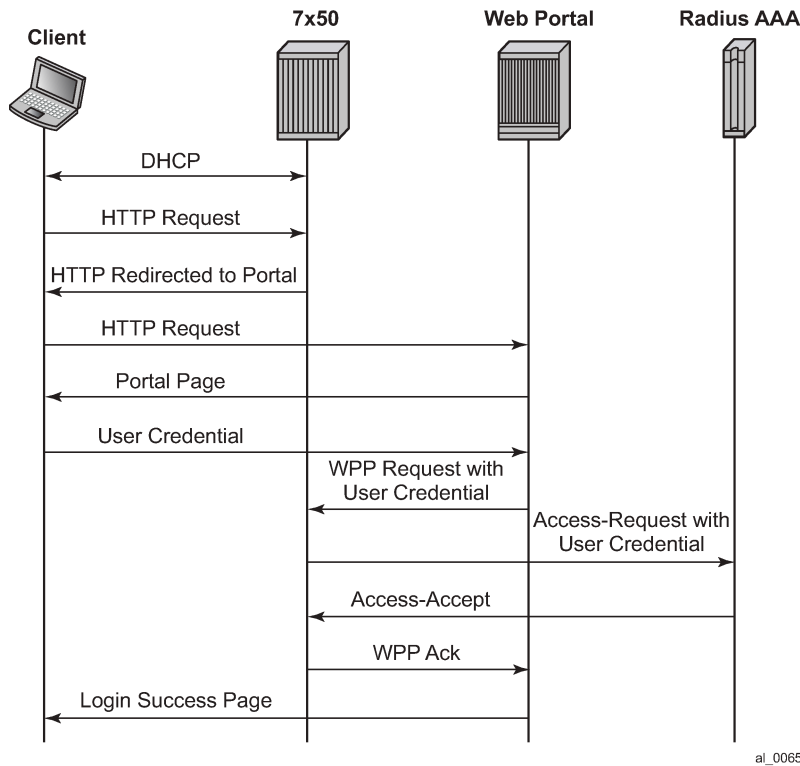 Client
7x50
Web Portal
Radius AAA
DHCP
HTTP Request
HTTP Redirected to Portal
HTTP Request
Portal Page
User Credential
WPP Request with
User Credential
Access-Request with
User Credential
Access-Accept
WPP Ack
Login Success Page
al_0065